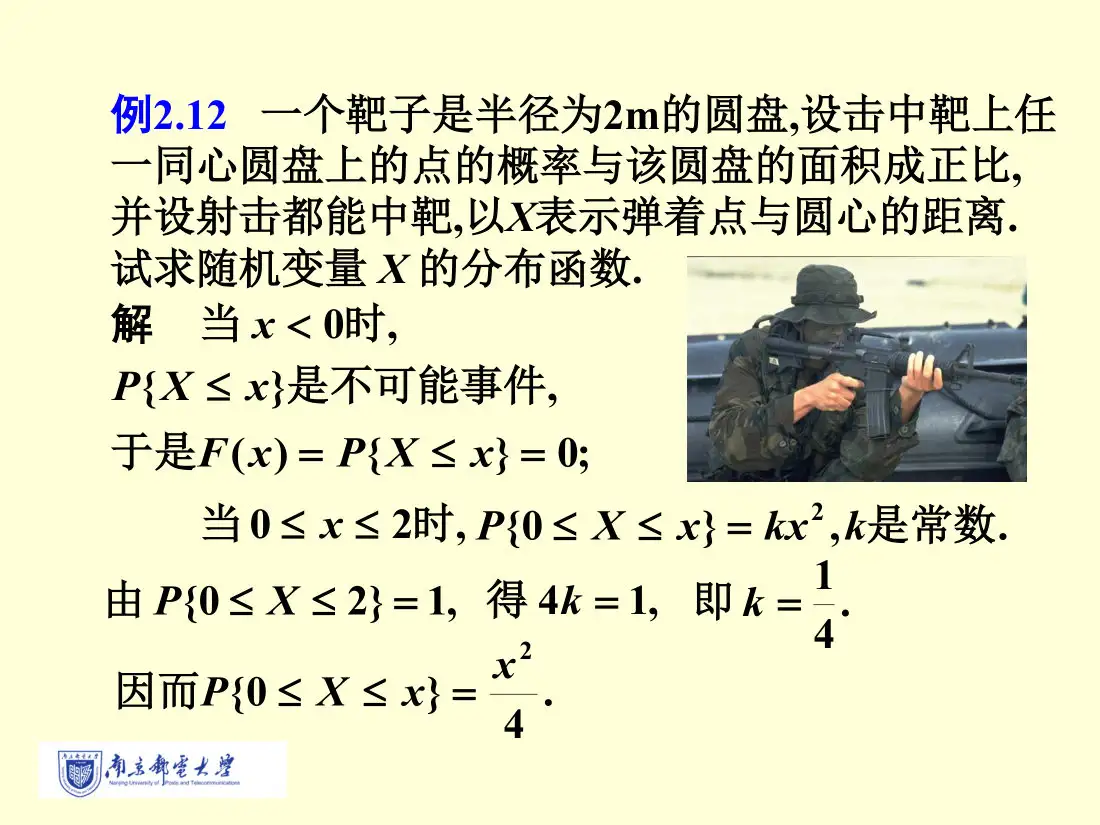 例2.12 一个靶子是半径为2m的圆盘,设击中靶上任
一同心圆盘上的点的概率与该圆盘的面积成正比,
并设射击都能中靶,以X表示弹着点与圆心的距离.
试求随机变量 X 的分布函数.
解 当 x < 0时,
P{X ≤ x}是不可能事件,
于是F(x) = P{X ≤ x} = 0;
当 0 ≤ x ≤ 2时, P{0 ≤ X ≤ x} = kx², k是常数.
由 P{0 ≤ X ≤ 2} = 1, 得 4k = 1, 即 k = 1/4.
因而P{0 ≤ X ≤ x} = x²/4.
南京邮电大学
Nanjing University of Posts and Telecommunications